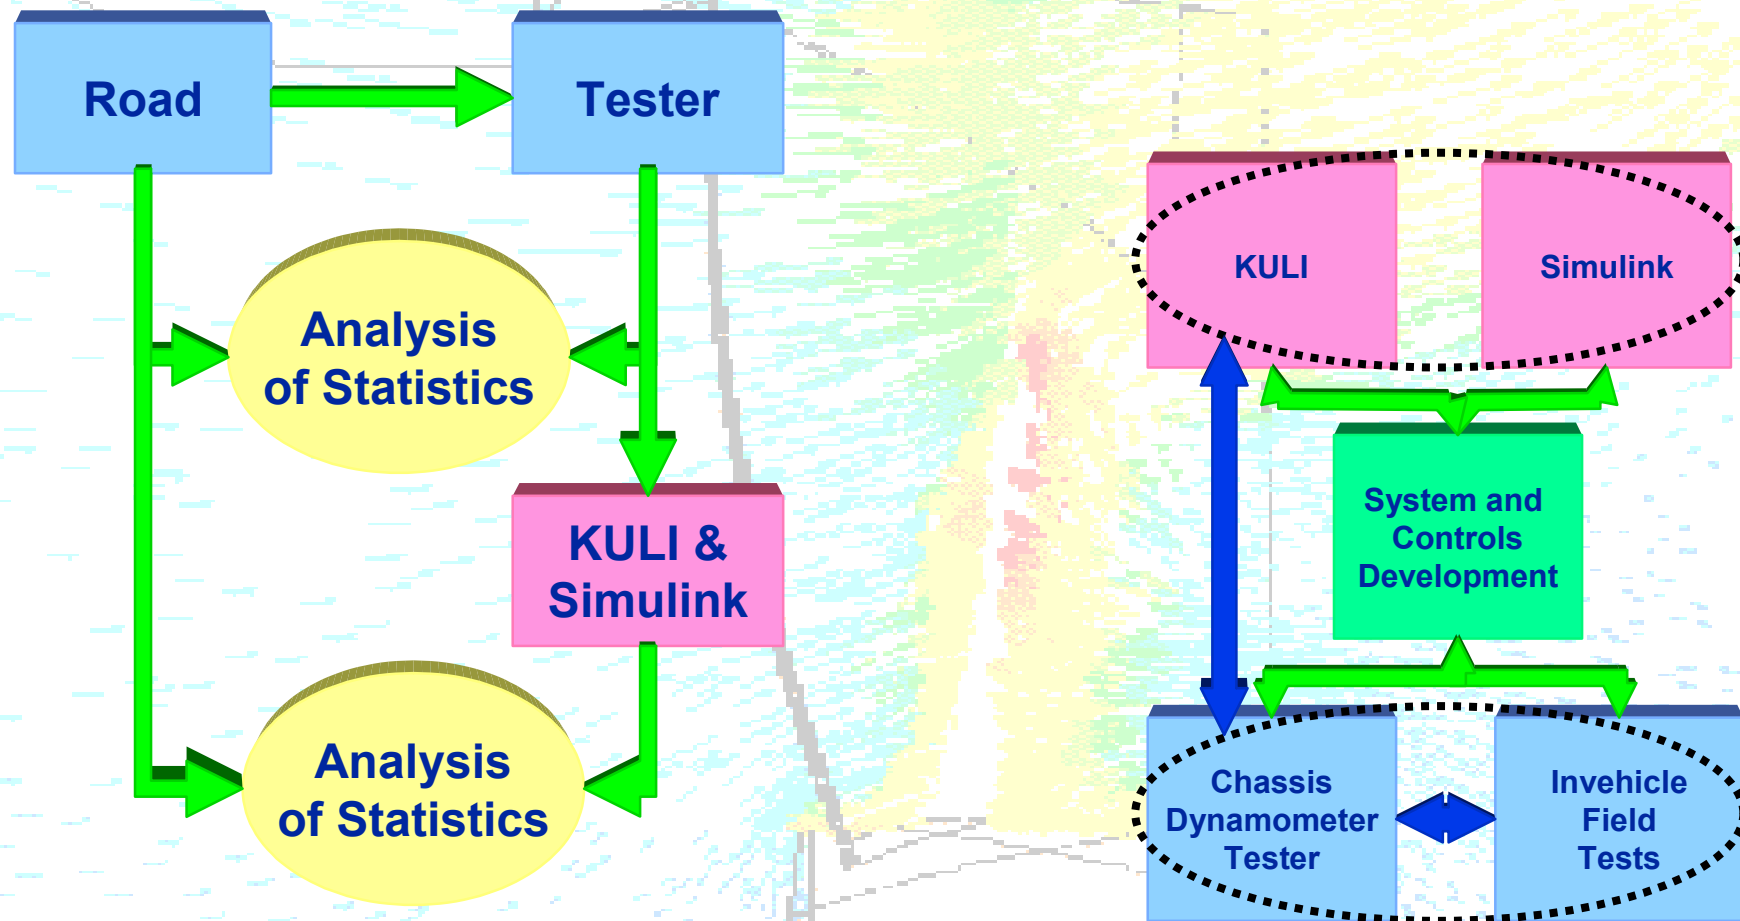 Road
Tester
Analysis
of Statistics
KULI &
Simulink
Analysis
of Statistics
KULI
Simulink
System and
Controls
Development
Chassis
Dynamometer
Tester
Invehicle
Field
Tests